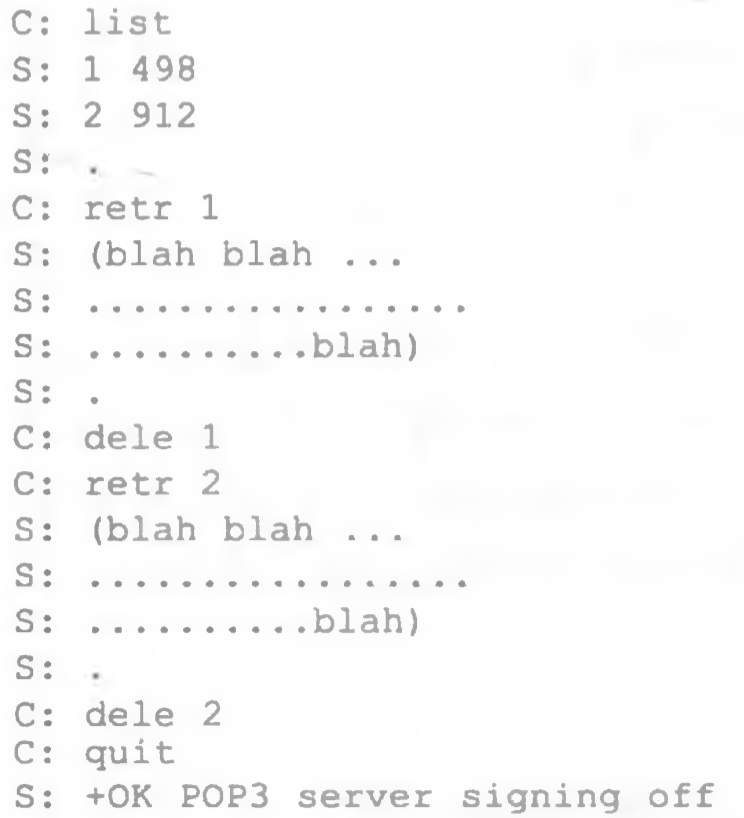 C: list
S: 1 498
S: 2 912
S: .
C: retr 1
S: (blah blah ...
S: .................
S: ..........blah)
S: .
C: dele 1
C: retr 2
S: (blah blah ...
S: .................
S: ..........blah)
S: .
C: dele 2
C: quit
S: +OK POP3 server signing off